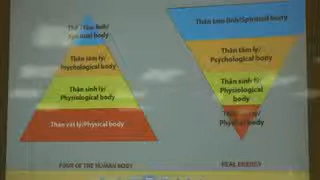 Thân tâm linh/Spiritual body
Thân tâm lý/
Psychological body
Thân sinh lý/
Physiological body
Thân vật lý/Physical body
Thân tâm linh/Spiritual body
Thân tâm lý/
Psychological body
Thân sinh lý/
Physiological body
Thân vật lý/
Physical body
FOUR OF THE HUMAN BODY
REAL ENERGY